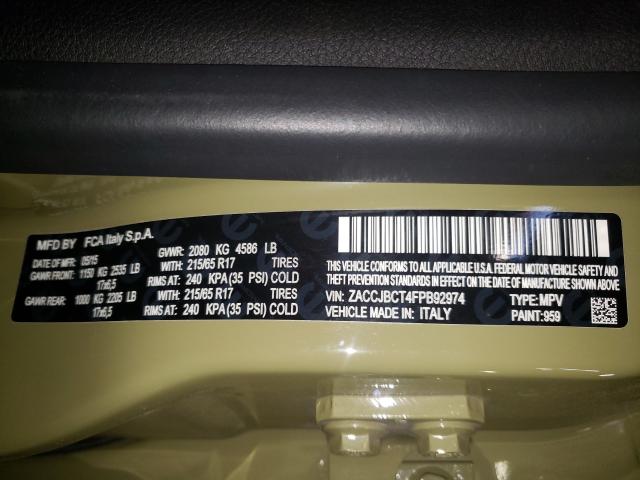 MFD BY FCA Italy S.p.A.
DATE OF MFR: 05/15 GVWR: 2080 KG 4586 LB
GAWR FRONT: 1150 KG 2535 LB WITH: 215/65 R17 TIRES
17x6,5 RIMS AT: 240 KPA (35 PSI) COLD
GAWR REAR: 1000 KG 2205 LB WITH: 215/65 R17 TIRES
17x6,5 RIMS AT: 240 KPA (35 PSI) COLD
THIS VEHICLE CONFORMS TO ALL APPLICABLE U.S.A. FEDERAL MOTOR VEHICLE SAFETY AND
THEFT PREVENTION STANDARDS IN EFFECT ON THE DATE OF MANUFACTURE SHOWN ABOVE.
VIN: ZACCJBCT4FPB92974 TYPE: MPV
VEHICLE MADE IN: ITALY PAINT: 959